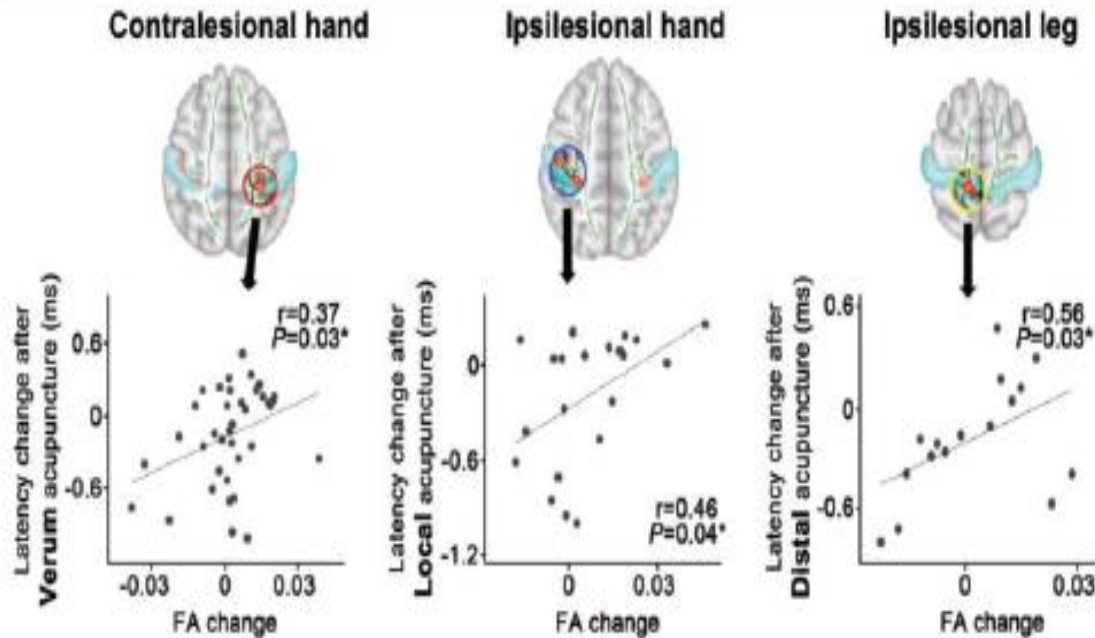 Contralesional hand
Ipsilesional hand
Ipsilesional leg
Latency change after
Verum acupuncture (ms)
r=0.37
P=0.03*
0.6
0
-0.6
-0.03
0
0.03
FA change
Latency change after
Local acupuncture (ms)
0
-0.6
-1.2
r=0.46
P=0.04*
0
0.03
FA change
Latency change after
Distal acupuncture (ms)
0.6
r=0.56
P=0.03*
0
-0.6
0
0.03
FA change